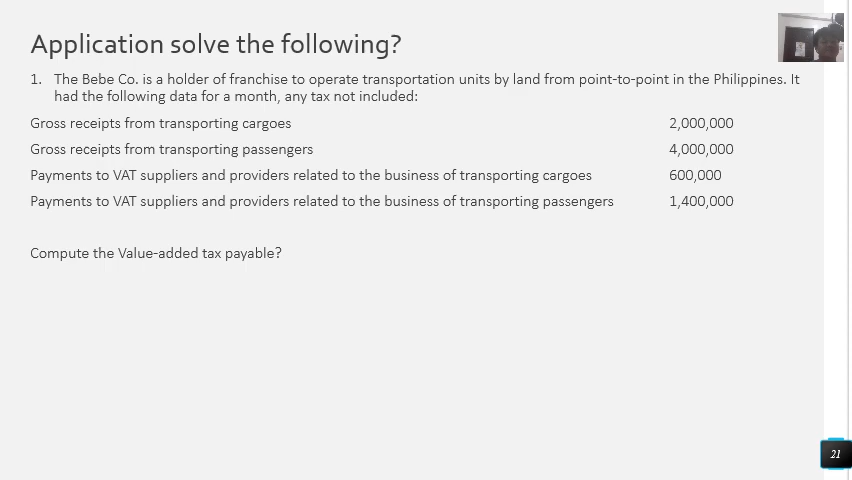 Application solve the following?
1. The Bebe Co. is a holder of franchise to operate transportation units by land from point-to-point in the Philippines. It
had the following data for a month, any tax not included:
Gross receipts from transporting cargoes 2,000,000
Gross receipts from transporting passengers 4,000,000
Payments to VAT suppliers and providers related to the business of transporting cargoes 600,000
Payments to VAT suppliers and providers related to the business of transporting passengers 1,400,000
Compute the Value-added tax payable?
21